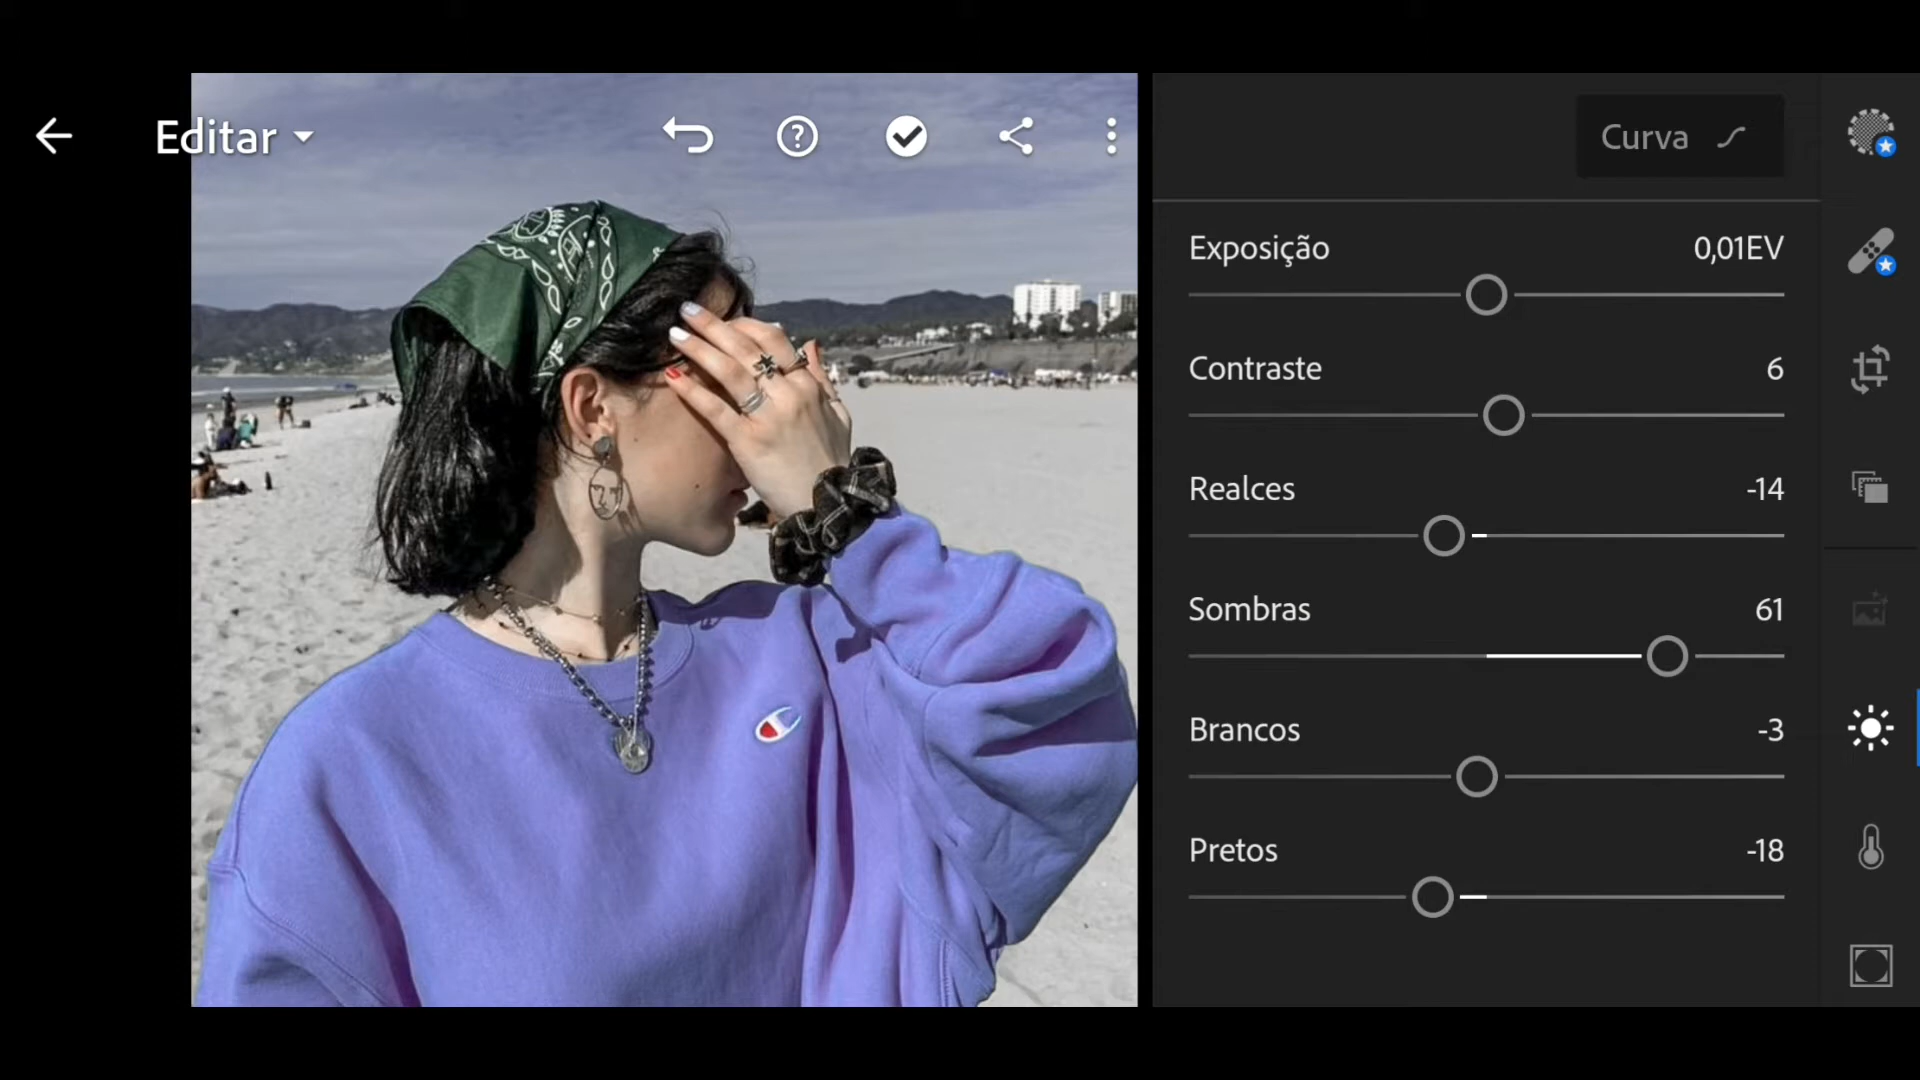 Editar
Curva
Exposição 0,01EV
Contraste 6
Realces -14
Sombras 61
Brancos -3
Pretos -18